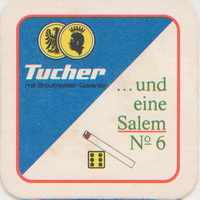 Tucher
mit Braumeister-Garantie
...und
eine
Salem
Nº 6